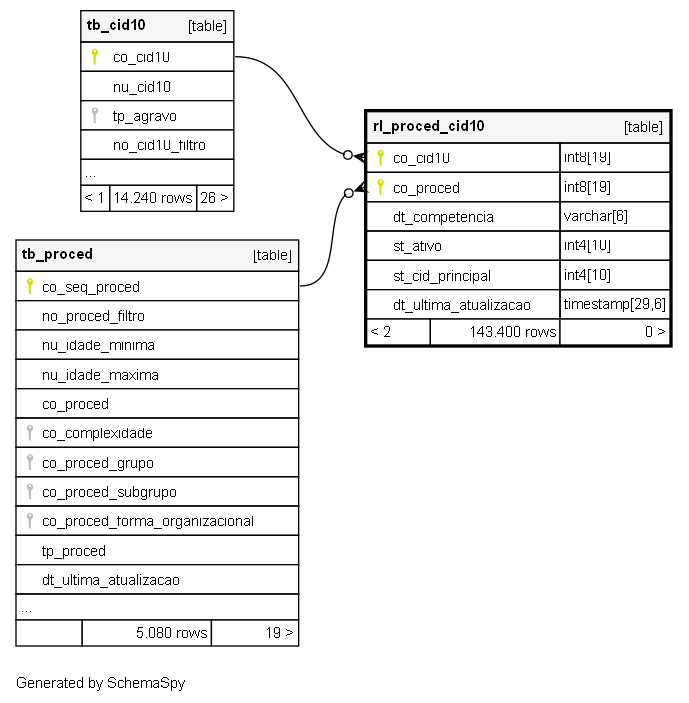 tb_cid10 [table]
co_cid10
nu_cid10
tp_agravo
no_cid10_filtro
...
< 1 14.240 rows 26 >
rl_proced_cid10 [table]
co_cid10 int8[19]
co_proced int8[19]
dt_competencia varchar[6]
st_ativo int4[10]
st_cid_principal int4[10]
dt_ultima_atualizacao timestamp[29,6]
< 2 143.400 rows 0 >
tb_proced [table]
co_seq_proced
no_proced_filtro
nu_idade_minima
nu_idade_maxima
co_proced
co_complexidade
co_proced_grupo
co_proced_subgrupo
co_proced_forma_organizacional
tp_proced
dt_ultima_atualizacao
...
5.080 rows 19 >
Generated by SchemaSpy